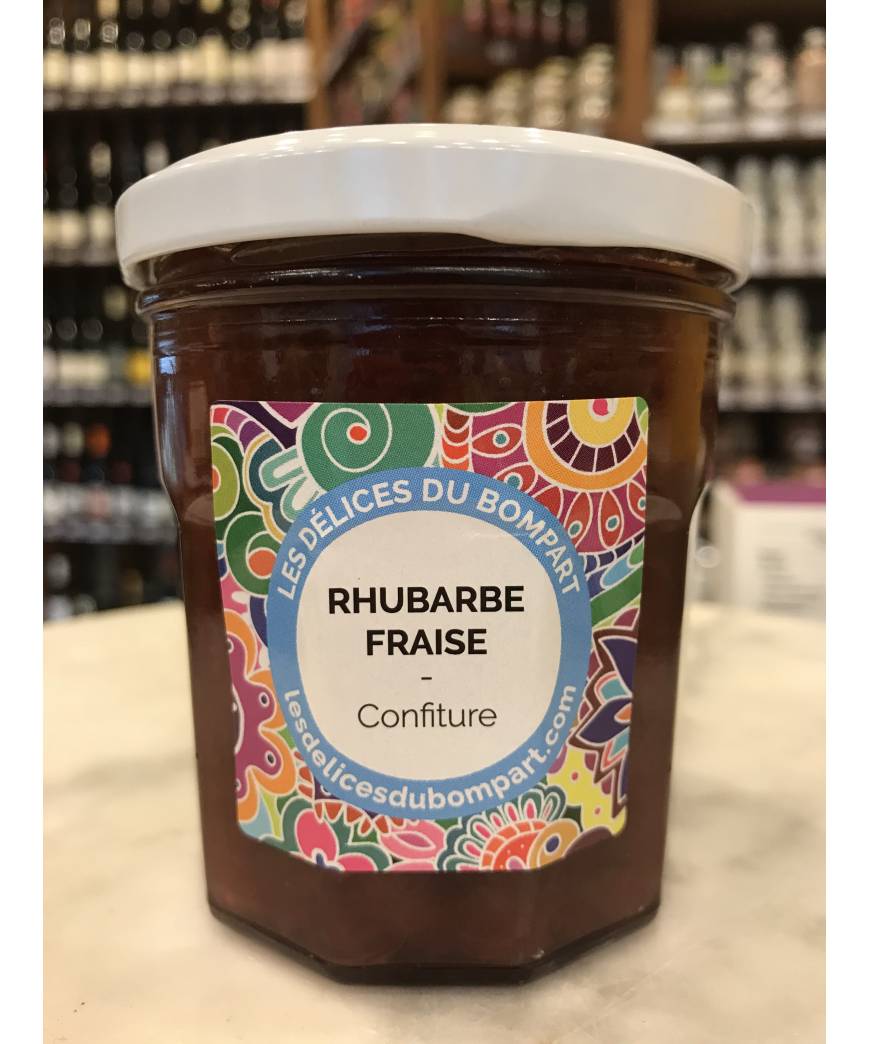 LES DÉLICES DU BOMPART
RHUBARBE
FRAISE
-
Confiture
lesdelicesdubompart.com